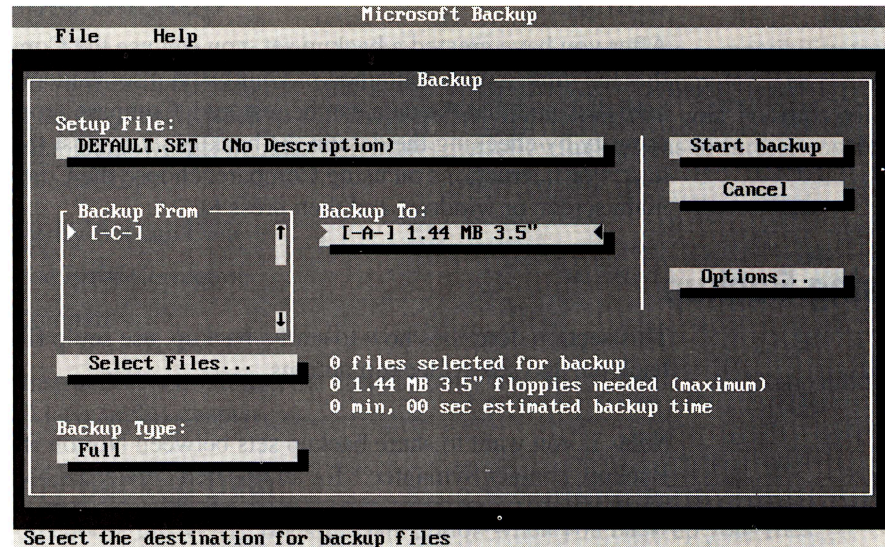 Microsoft Backup
File Help
Backup
Setup File:
DEFAULT.SET (No Description)
Start backup
Cancel
Backup From
[-C-]
Backup To:
[-A-] 1.44 MB 3.5"
Options...
Select Files...
0 files selected for backup
0 1.44 MB 3.5" floppies needed (maximum)
0 min, 00 sec estimated backup time
Backup Type:
Full
Select the destination for backup files